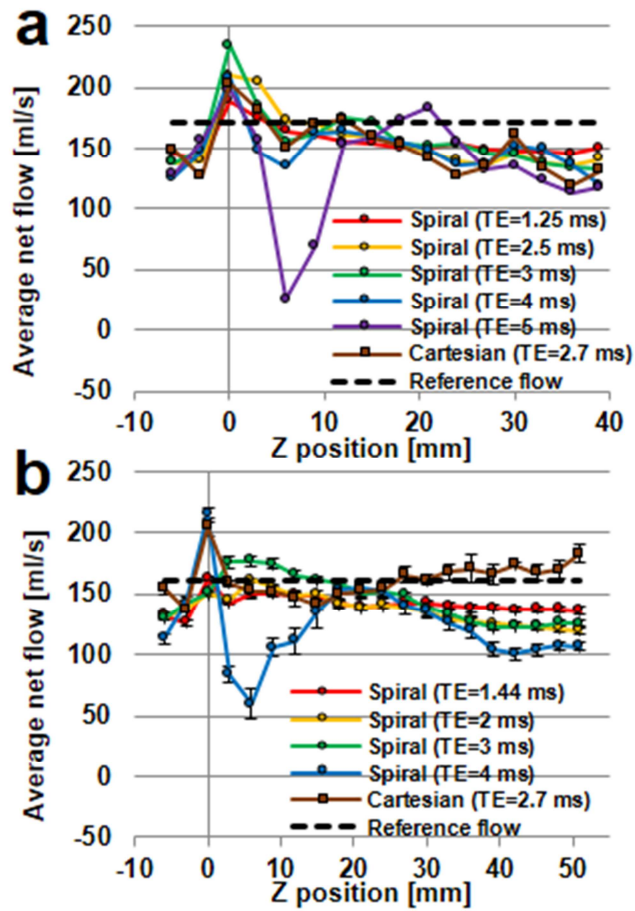 a
250
200
150
100
50
0
-50
Average net flow [ml/s]
Spiral (TE=1.25 ms)
Spiral (TE=2.5 ms)
Spiral (TE=3 ms)
Spiral (TE=4 ms)
Spiral (TE=5 ms)
Cartesian (TE=2.7 ms)
Reference flow
-10 0 10 20 30 40
Z position [mm]
b
250
200
150
100
50
0
-50
Average net flow [ml/s]
Spiral (TE=1.44 ms)
Spiral (TE=2 ms)
Spiral (TE=3 ms)
Spiral (TE=4 ms)
Cartesian (TE=2.7 ms)
Reference flow
-10 0 10 20 30 40 50
Z position [mm]